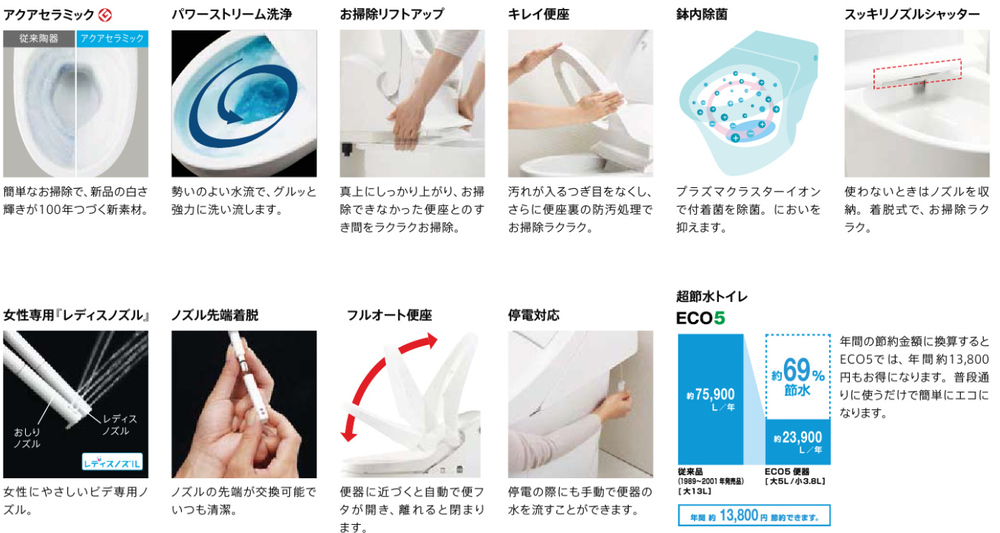 アクアセラミック
従来陶器
アクアセラミック
簡単なお掃除で、新品の白さ
輝きが100年つづく新素材。
パワーストリーム洗浄
勢いのよい水流で、グルッと
強力に洗い流します。
お掃除リフトアップ
真上にしっかり上がり、お掃
除できなかった便座とのす
き間をラクラクお掃除。
キレイ便座
汚れが入るつぎ目をなくし、
さらに便座裏の防汚処理で
お掃除ラクラク。
鉢内除菌
プラズマクラスターイオン
で付着菌を除菌。においを
抑えます。
スッキリノズルシャッター
使わないときはノズルを収
納。着脱式で、お掃除ラク
ラク。
女性専用『レディスノズル』
おしり
ノズル
レディス
ノズル
レディスノズル
女性にやさしいビデ専用ノ
ズル。
ノズル先端着脱
ノズルの先端が交換可能で
いつも清潔。
フルオート便座
便器に近づくと自動で便フ
タが開き、離れると閉まり
ます。
停電対応
停電の際にも手動で便器の
水を流すことができます。
超節水トイレ
ECO5
約75,900
L/年
約69%
節水
約23,900
L/年
従来品
(1989~2001年発売品)
[大13L]
ECO5 便器
[大5L/小3.8L]
年間 約 13,800円 節約できます。
年間の節約金額に換算すると
ECO5では、年間約13,800
円もお得になります。普段通
りに使うだけで簡単にエコに
なります。